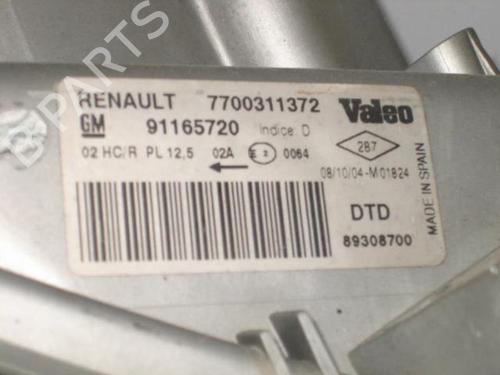 RENAULT 7700311372 Valeo
GM 91165720 Indice: D
02 HC/R PL 12,5 02A E2 0064 287
08/10/04-M01824
DTD
89308700
MADE IN SPAIN
B PARTS